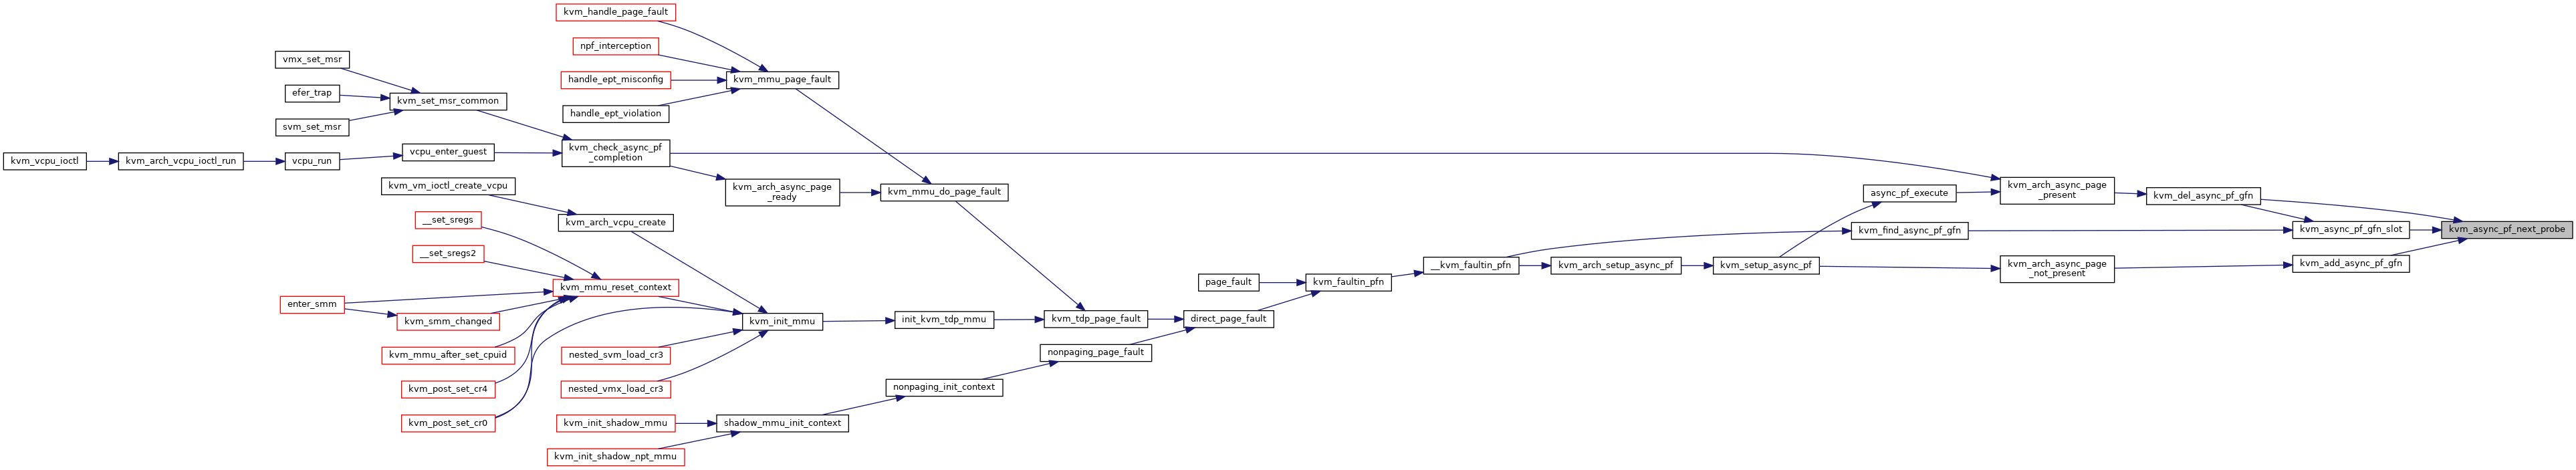 kvm_handle_page_fault
npf_interception
vmx_set_msr
handle_ept_misconfig
kvm_mmu_page_fault
efer_trap
kvm_set_msr_common
handle_ept_violation
svm_set_msr
kvm_vcpu_ioctl
kvm_arch_vcpu_ioctl_run
vcpu_run
vcpu_enter_guest
kvm_check_async_pf
_completion
kvm_vm_ioctl_create_vcpu
kvm_arch_async_page
_ready
kvm_mmu_do_page_fault
async_pf_execute
kvm_arch_async_page
_present
kvm_del_async_pf_gfn
__set_sregs
kvm_arch_vcpu_create
kvm_find_async_pf_gfn
kvm_async_pf_gfn_slot
kvm_async_pf_next_probe
__set_sregs2
__kvm_faultin_pfn
kvm_arch_setup_async_pf
kvm_setup_async_pf
kvm_arch_async_page
_not_present
kvm_add_async_pf_gfn
kvm_mmu_reset_context
page_fault
kvm_faultin_pfn
enter_smm
kvm_smm_changed
kvm_init_mmu
init_kvm_tdp_mmu
kvm_tdp_page_fault
direct_page_fault
kvm_mmu_after_set_cpuid
nested_svm_load_cr3
nonpaging_page_fault
kvm_post_set_cr4
nested_vmx_load_cr3
nonpaging_init_context
kvm_post_set_cr0
kvm_init_shadow_mmu
shadow_mmu_init_context
kvm_init_shadow_npt_mmu